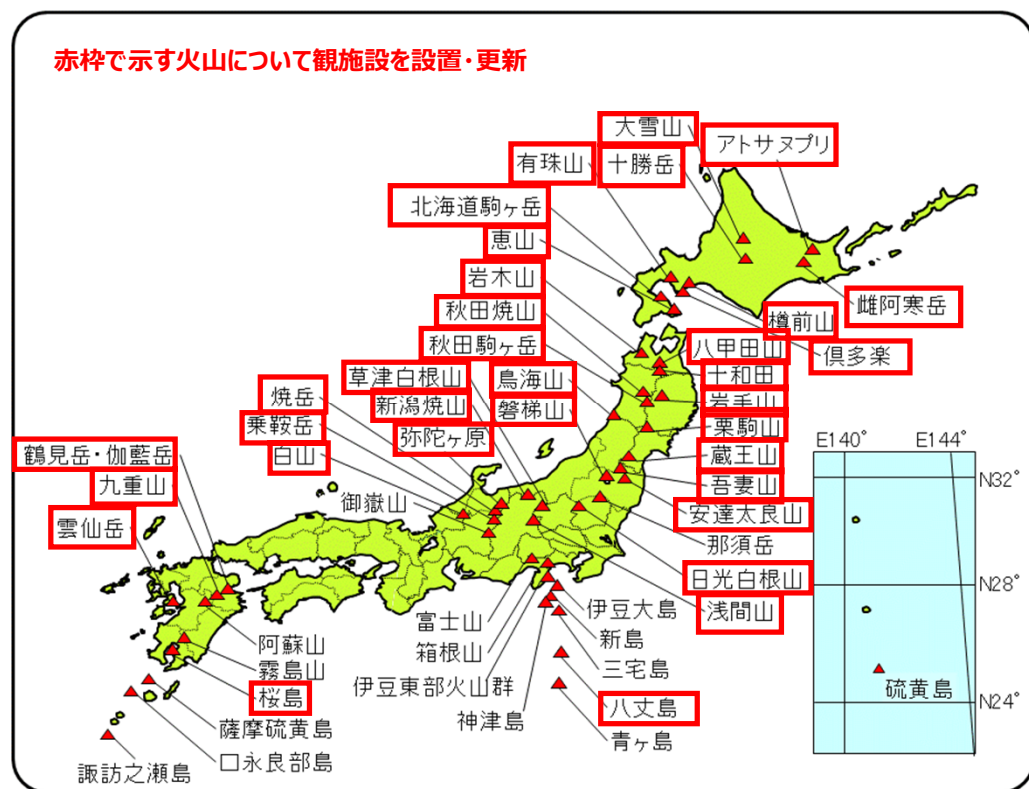 赤枠で示す火山について観施設を設置・更新
大雪山
アトサヌプリ
有珠山
十勝岳
北海道駒ヶ岳
恵山
岩木山
雌阿寒岳
秋田焼山
樽前山
秋田駒ヶ岳
八甲田山
倶多楽
草津白根山
鳥海山
十和田
焼岳
新潟焼山
磐梯山
岩手山
乗鞍岳
弥陀ヶ原
栗駒山
白山
蔵王山
鶴見岳・伽藍岳
九重山
御嶽山
吾妻山
雲仙岳
安達太良山
那須岳
日光白根山
浅間山
富士山
伊豆大島
箱根山
新島
阿蘇山
三宅島
霧島山
伊豆東部火山群
桜島
神津島
八丈島
薩摩硫黄島
青ヶ島
口永良部島
諏訪之瀬島
E140° E144°
N32°
N28°
硫黄島
N24°